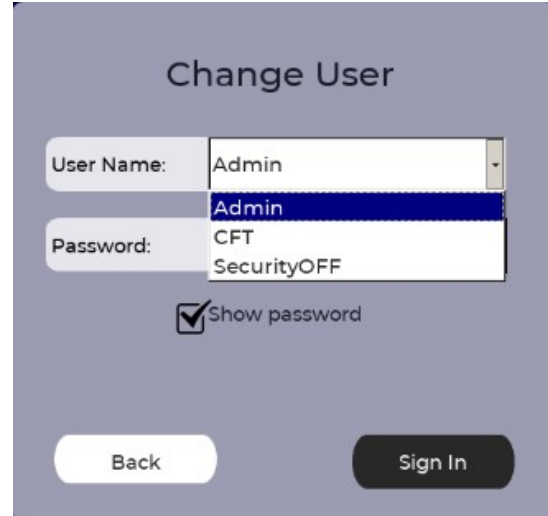 Change User
User Name: Admin
Admin
Password: CFT
SecurityOFF
Show password
Back Sign In